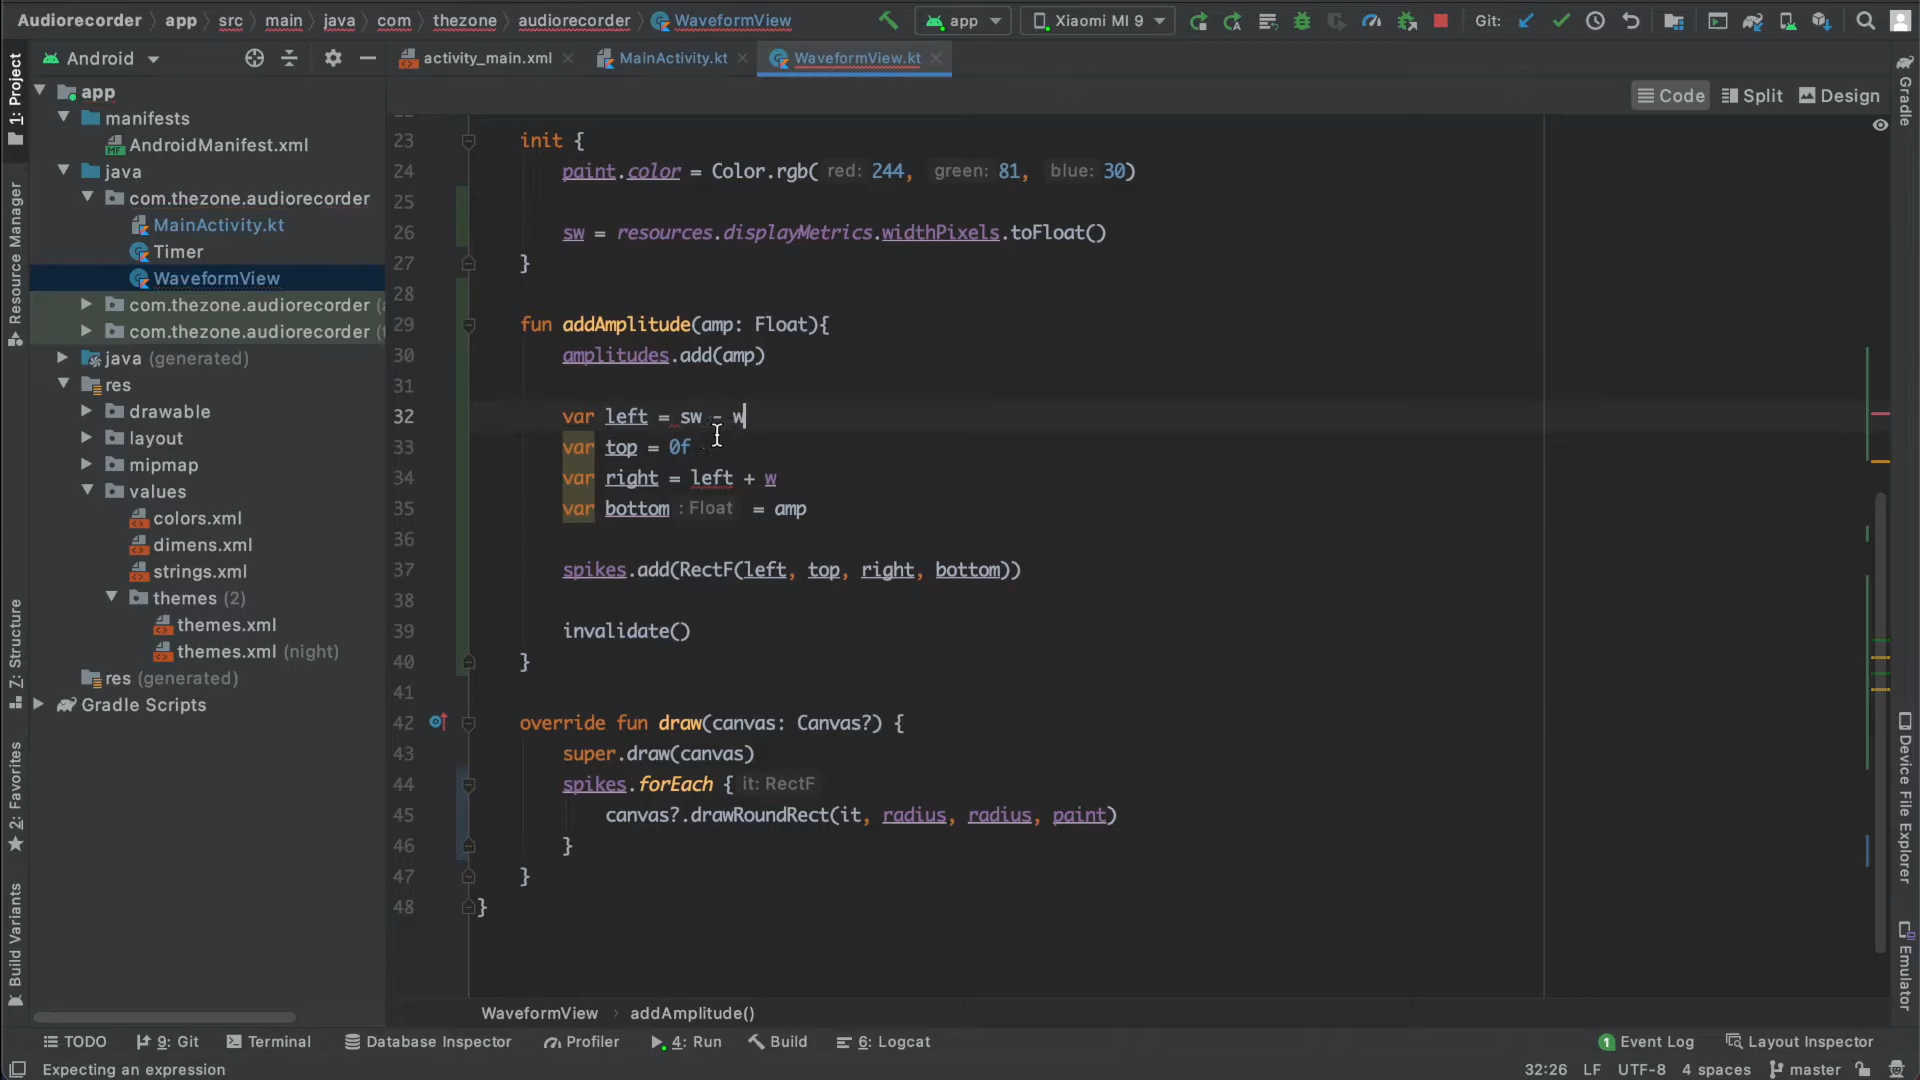 Audiorecorder app src main java com thezone audiorecorder WaveformView app Xiaomi MI 9 Git:
Android activity_main.xml MainActivity.kt WaveformView.kt
Code Split Design
1: Project
Resource Manager
Z: Structure
2: Favorites
Build Variants
app
manifests
AndroidManifest.xml
java
com.thezone.audiorecorder
MainActivity.kt
Timer
WaveformView
com.thezone.audiorecorder (
com.thezone.audiorecorder (
java (generated)
res
drawable
layout
mipmap
values
colors.xml
dimens.xml
strings.xml
themes (2)
themes.xml
themes.xml (night)
res (generated)
Gradle Scripts
23 init {
24 paint.color = Color.rgb( red: 244, green: 81, blue: 30)
25
26 sw = resources.displayMetrics.widthPixels.toFloat()
27 }
28
29 fun addAmplitude(amp: Float){
30 amplitudes.add(amp)
31
32 var left = sw - w
33 var top = 0f
34 var right = left + w
35 var bottom : Float = amp
36
37 spikes.add(RectF(left, top, right, bottom))
38
39 invalidate()
40 }
41
42 override fun draw(canvas: Canvas?) {
43 super.draw(canvas)
44 spikes.forEach { it: RectF
45 canvas?.drawRoundRect(it, radius, radius, paint)
46 }
47 }
48 }
Gradle
Device File Explorer
Emulator
WaveformView › addAmplitude()
TODO 9: Git Terminal Database Inspector Profiler 4: Run Build 6: Logcat 1 Event Log Layout Inspector
Expecting an expression 32:26 LF UTF-8 4 spaces master